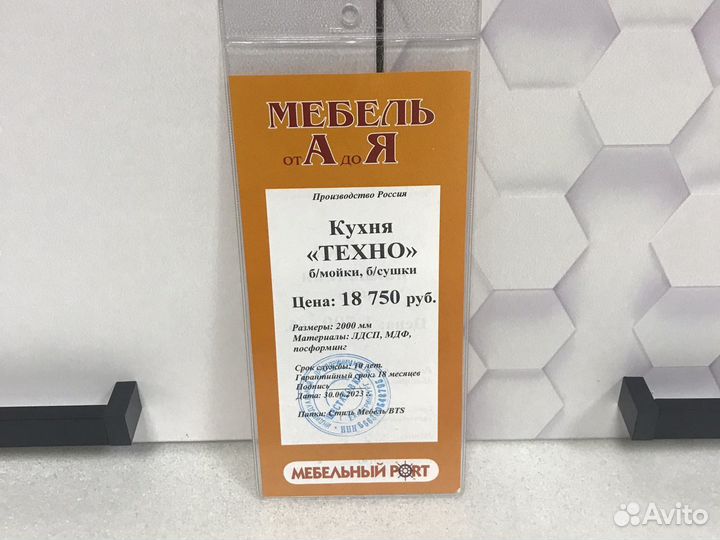 МЕБЕЛЬ
от А до Я
Производство Россия
Кухня
«ТЕХНО»
б/мойки, б/сушки
Цена: 18 750 руб.
Размеры: 2000 мм
Материалы: ЛДСП, МДФ,
посформинг
Срок службы: 10 лет.
Гарантийный срок: 18 месяцев
Подпись
Дата: 30.06.2023 г.
Папки: Стиль Мебель/BTS
МЕБЕЛЬНЫЙ PORT
Avito